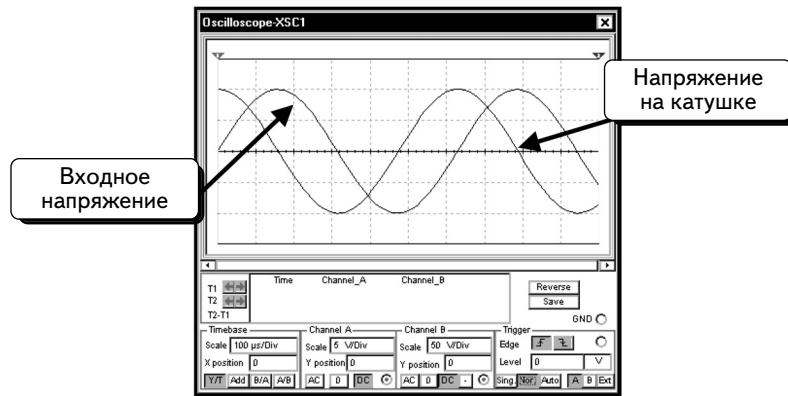 Oscilloscope-XSC1
Напряжение
на катушке
Входное
напряжение
Time Channel_A Channel_B
T1
T2
T2-T1
Reverse
Save
GND
Timebase
Scale 100 µs/Div
X position 0
Y/T Add B/A A/B
Channel A
Scale 5 V/Div
Y position 0
AC 0 DC
Channel B
Scale 50 V/Div
Y position 0
AC 0 DC -
Trigger
Edge
Level 0 V
Sing. Nor. Auto A B Ext